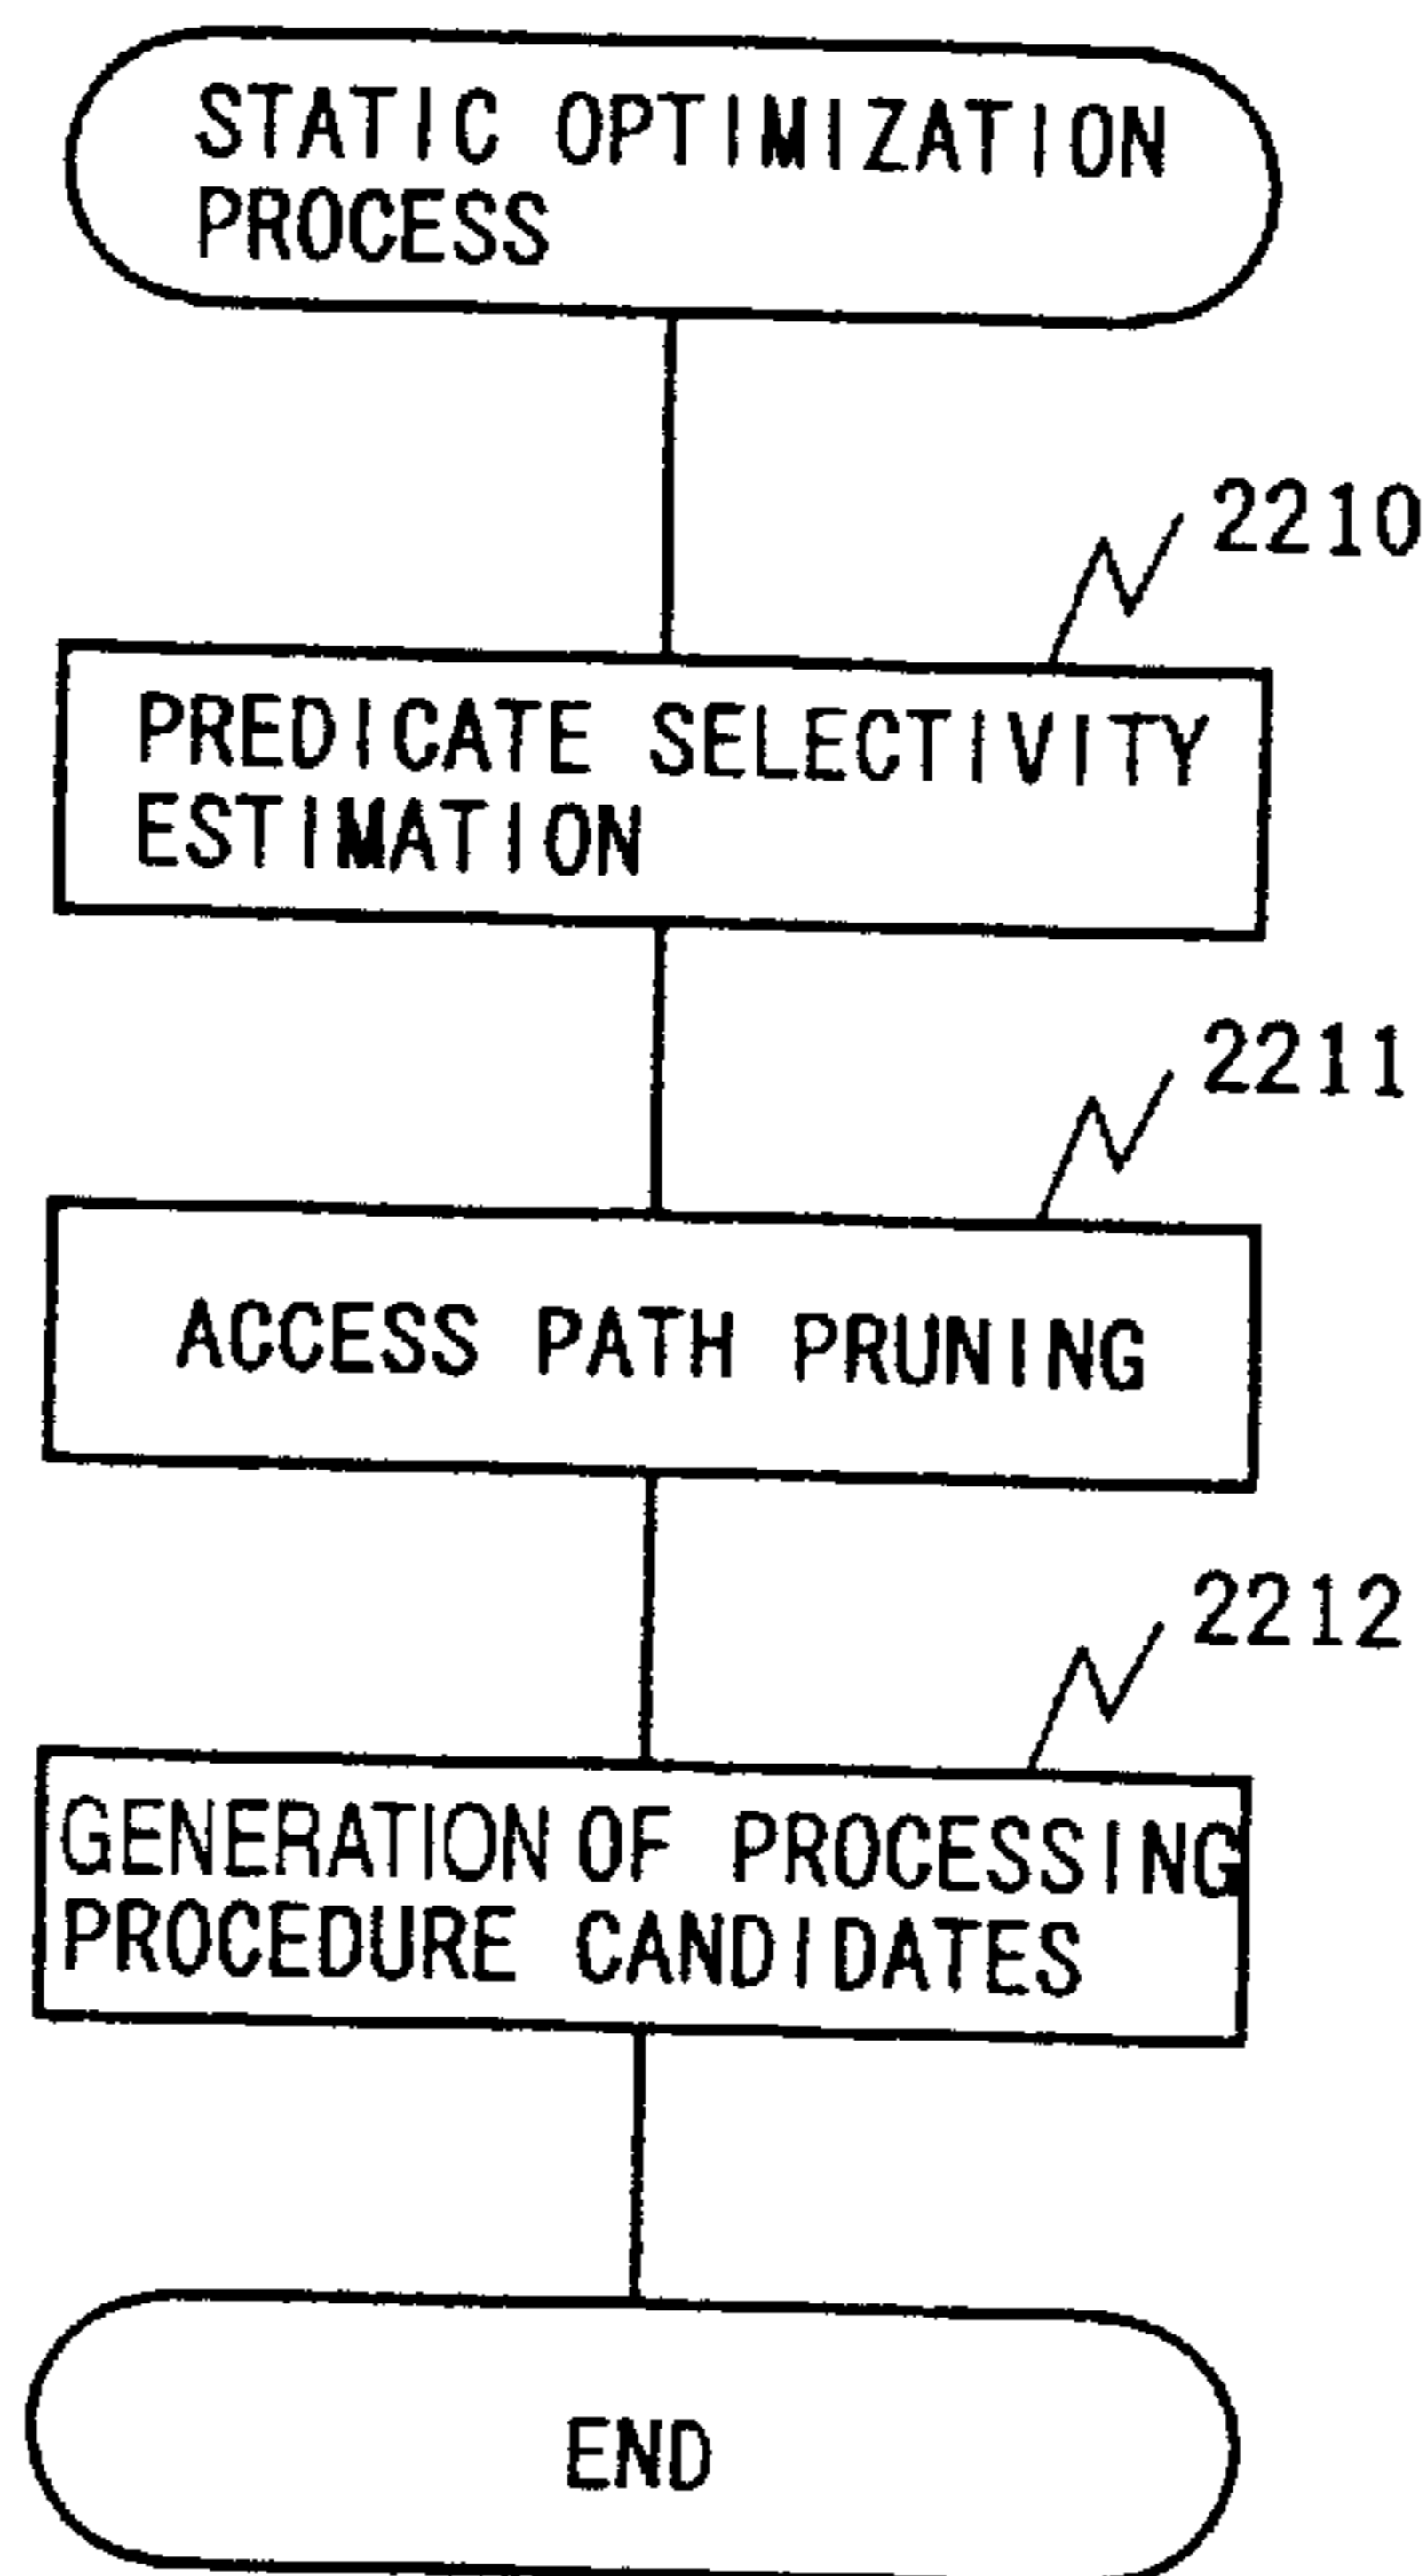 STATIC OPTIMIZATION
PROCESS
2210
PREDICATE SELECTIVITY
ESTIMATION
2211
ACCESS PATH PRUNING
2212
GENERATION OF PROCESSING
PROCEDURE CANDIDATES
END